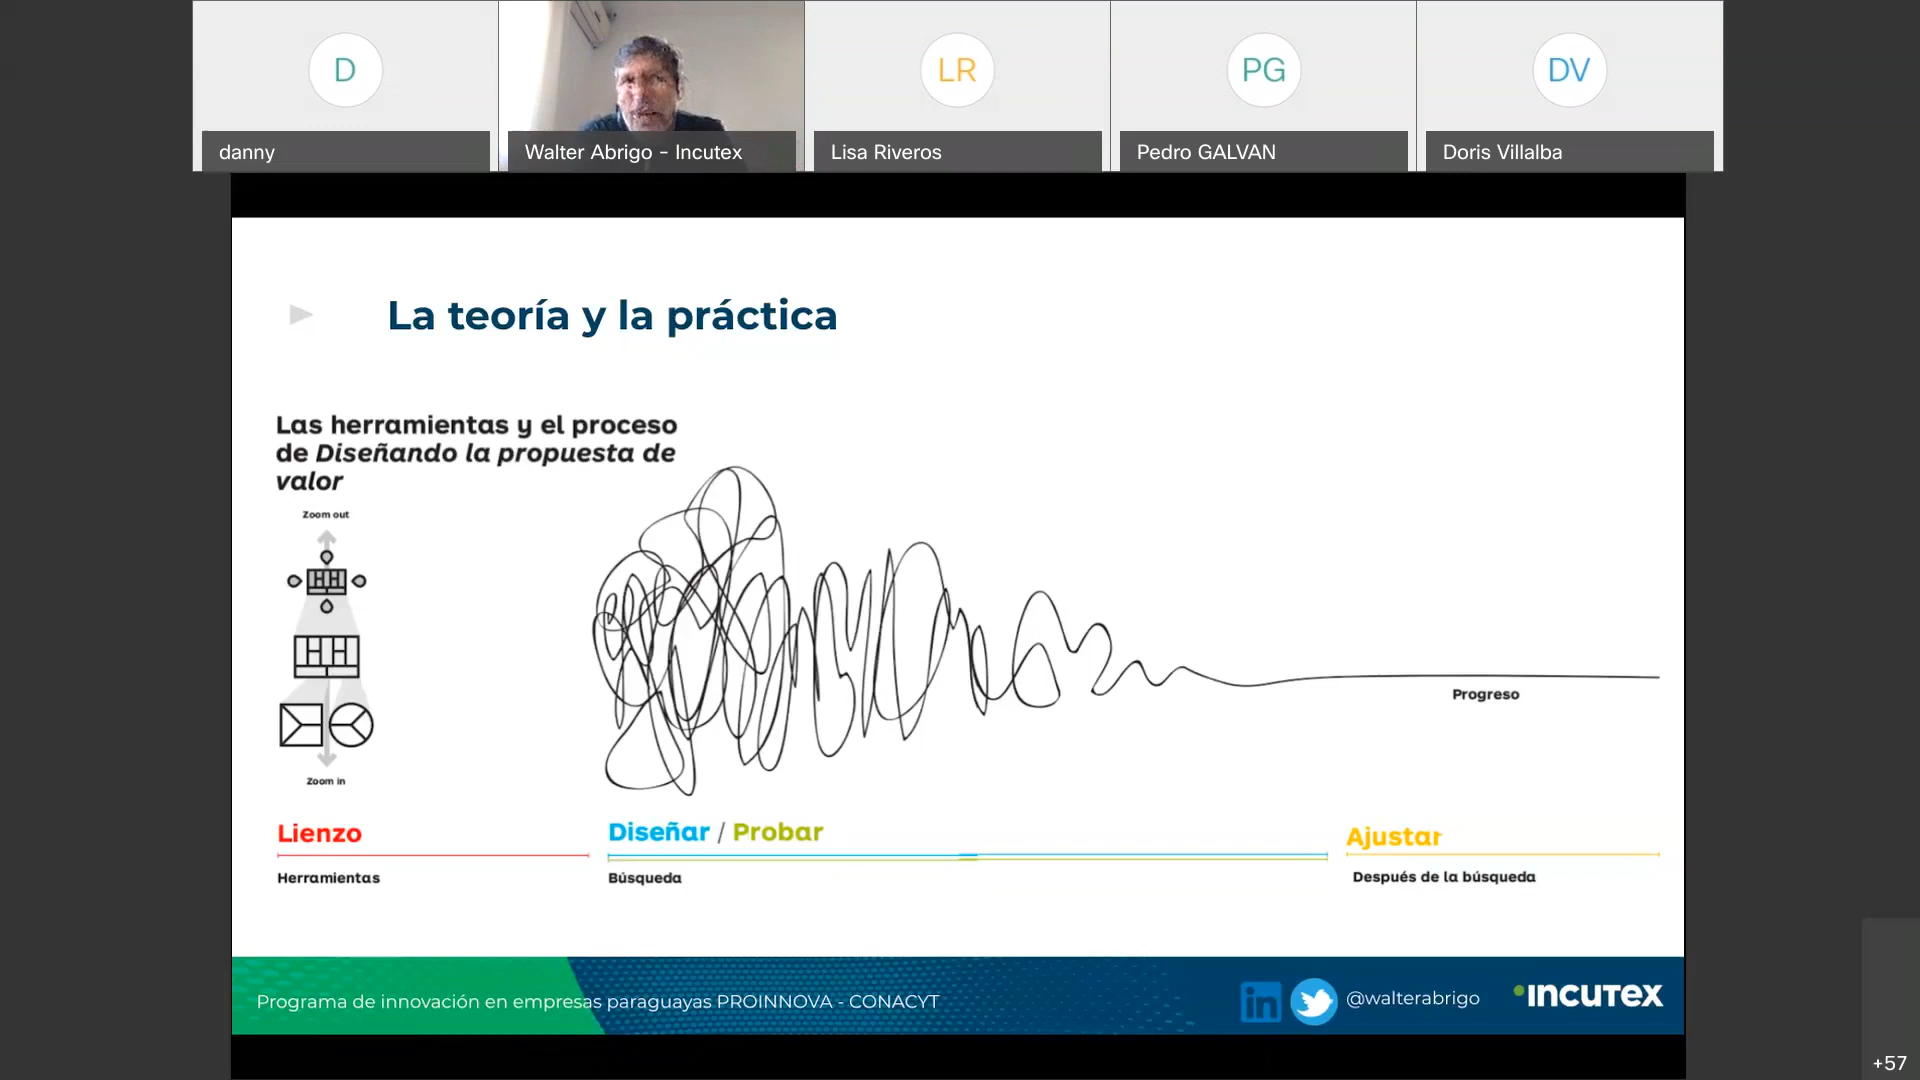 D
LR
PG
DV
danny
Walter Abrigo - Incutex
Lisa Riveros
Pedro GALVAN
Doris Villalba
La teoría y la práctica
Las herramientas y el proceso
de Diseñando la propuesta de
valor
Zoom out
Zoom in
Progreso
Lienzo
Diseñar / Probar
Ajustar
Herramientas
Búsqueda
Después de la búsqueda
Programa de innovación en empresas paraguayas PROINNOVA - CONACYT
in
@walterabrigo
INCUTEX
+57